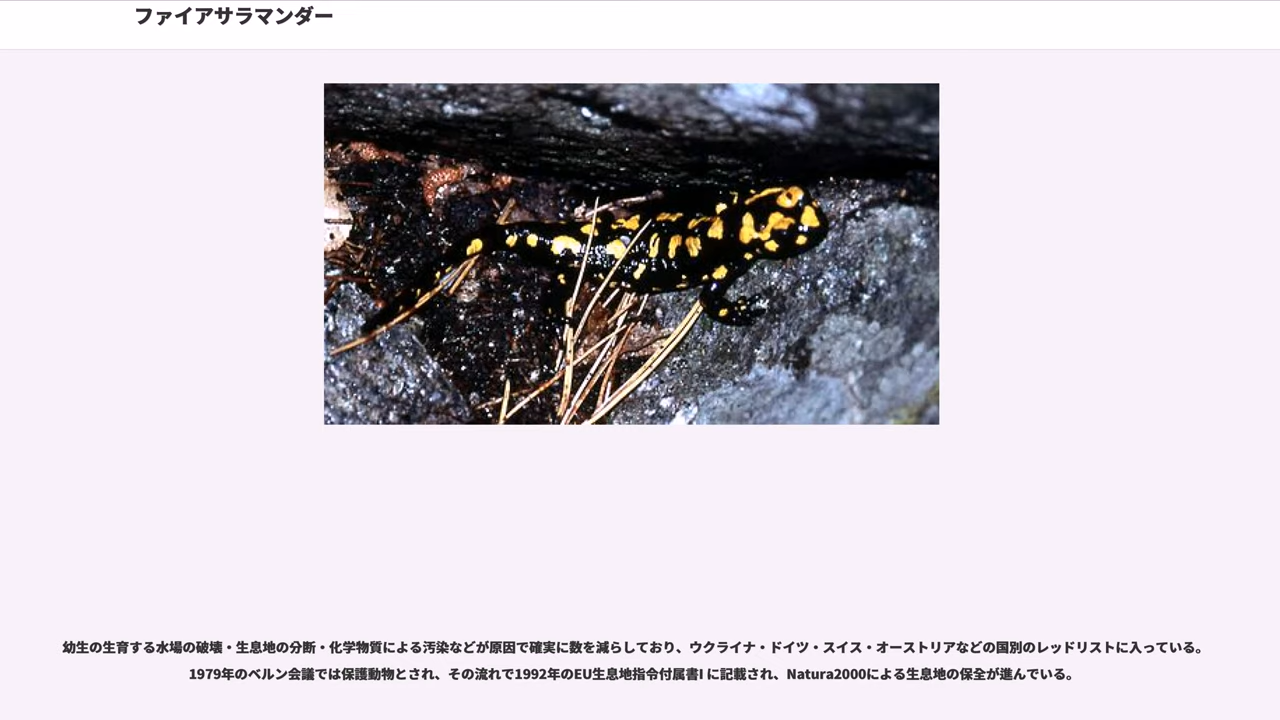 ファイアサラマンダー
幼生の生育する水場の破壊・生息地の分断・化学物質による汚染などが原因で確実に数を減らしており、ウクライナ・ドイツ・スイス・オーストリアなどの国別のレッドリストに入っている。
1979年のベルン会議では保護動物とされ、その流れで1992年のEU生息地指令付属書I に記載され、Natura2000による生息地の保全が進んでいる。